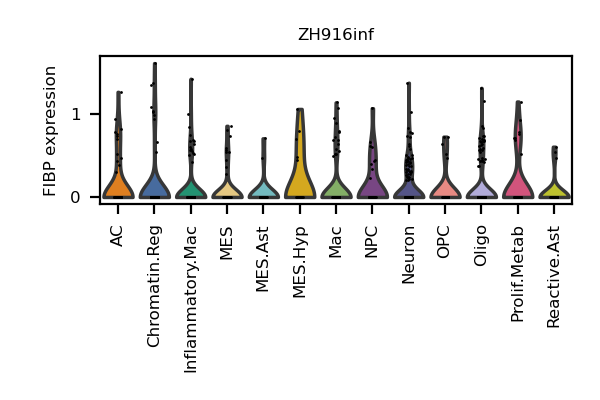 ZH916inf
FIBP expression
1
0
AC
Chromatin.Reg
Inflammatory.Mac
MES
MES.Ast
MES.Hyp
Mac
NPC
Neuron
OPC
Oligo
Prolif.Metab
Reactive.Ast